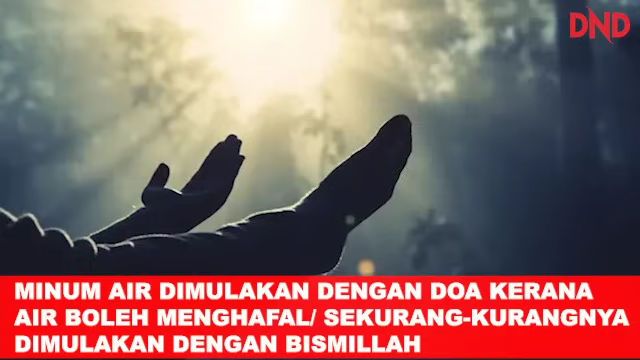 DND
MINUM AIR DIMULAKAN DENGAN DOA KERANA
AIR BOLEH MENGHAFAL/ SEKURANG-KURANGNYA
DIMULAKAN DENGAN BISMILLAH